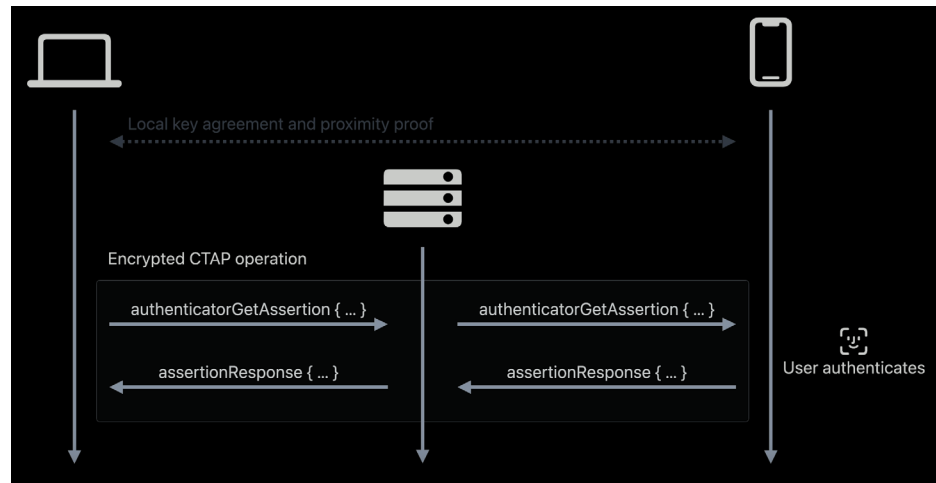 Local key agreement and proximity proof
Encrypted CTAP operation
authenticatorGetAssertion { ... }
authenticatorGetAssertion { ... }
assertionResponse { ... }
assertionResponse { ... }
User authenticates